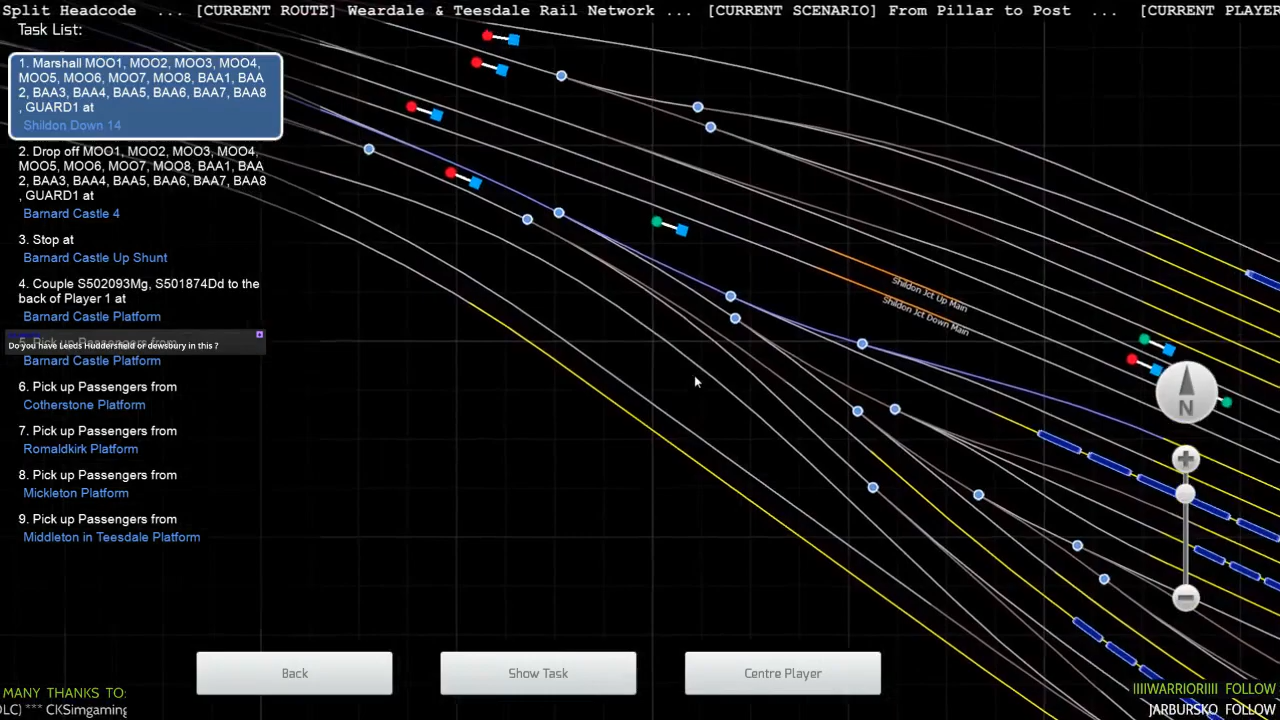 Split Headcode ... [CURRENT ROUTE] Weardale & Teesdale Rail Network ... [CURRENT SCENARIO] From Pillar to Post ... [CURRENT PLAYER
Task List:
1. Marshall MOO1, MOO2, MOO3, MOO4,
MOO5, MOO6, MOO7, MOO8, BAA1, BAA
2, BAA3, BAA4, BAA5, BAA6, BAA7, BAA8
, GUARD1 at
Shildon Down 14
2. Drop off MOO1, MOO2, MOO3, MOO4,
MOO5, MOO6, MOO7, MOO8, BAA1, BAA
2, BAA3, BAA4, BAA5, BAA6, BAA7, BAA8
, GUARD1 at
Barnard Castle 4
3. Stop at
Barnard Castle Up Shunt
4. Couple S502093Mg, S501874Dd to the
back of Player 1 at
Barnard Castle Platform
5. Pick up Passengers from
Do you have Leeds Huddersfield or dewsbury in this ?
Barnard Castle Platform
6. Pick up Passengers from
Cotherstone Platform
7. Pick up Passengers from
Romaldkirk Platform
8. Pick up Passengers from
Mickleton Platform
9. Pick up Passengers from
Middleton in Teesdale Platform
Shildon Jct Up Main
Shildon Jct Down Main
N
Back
Show Task
Centre Player
MANY THANKS TO:
DLC) *** CKSimgaming
IIIIWARRIORIIII FOLLOW
JARBURSKO FOLLOW